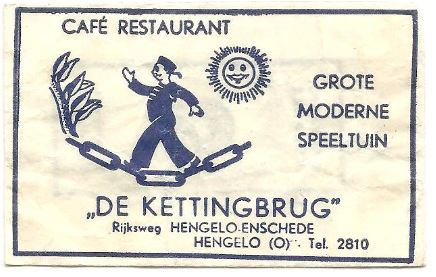 CAFÉ RESTAURANT
GROTE
MODERNE
SPEELTUIN
„DE KETTINGBRUG”
Rijksweg HENGELO-ENSCHEDE
HENGELO (O) · Tel. 2810